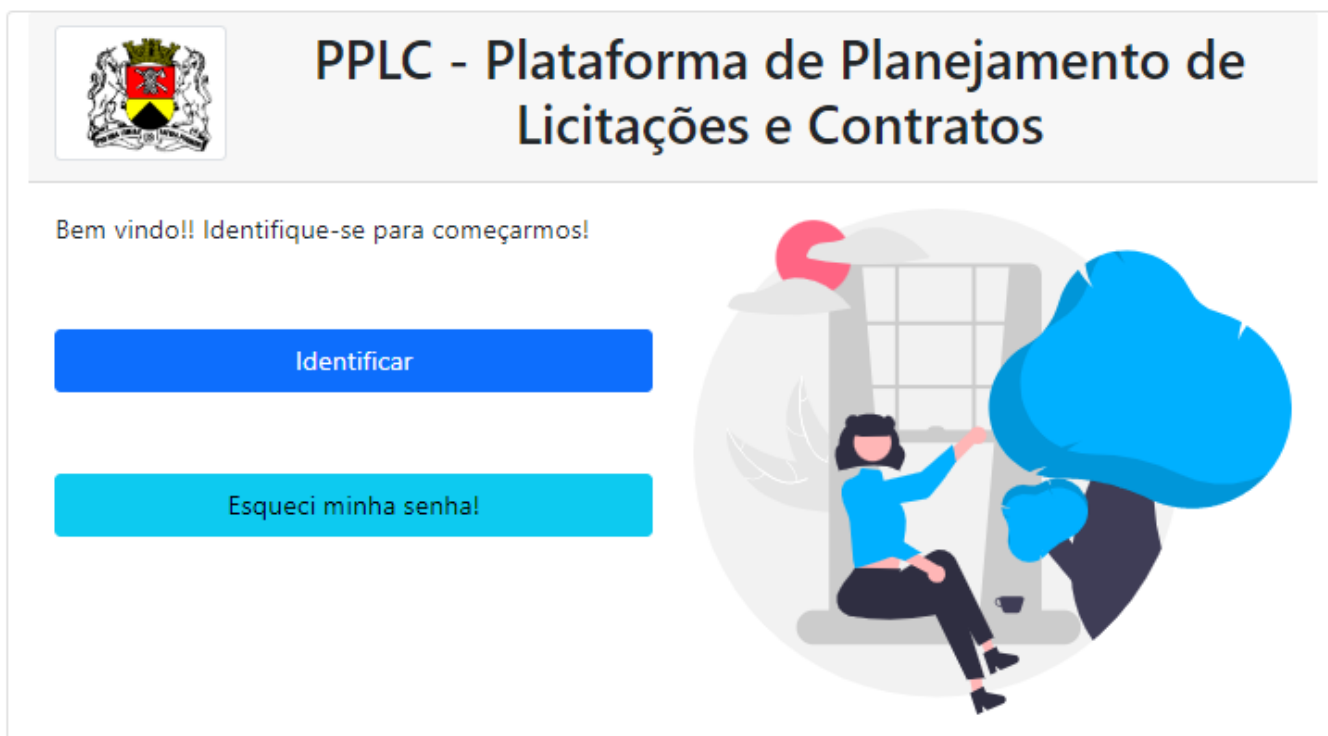 PPLC - Plataforma de Planejamento de
Licitações e Contratos
Bem vindo!! Identifique-se para começarmos!
Identificar
Esqueci minha senha!